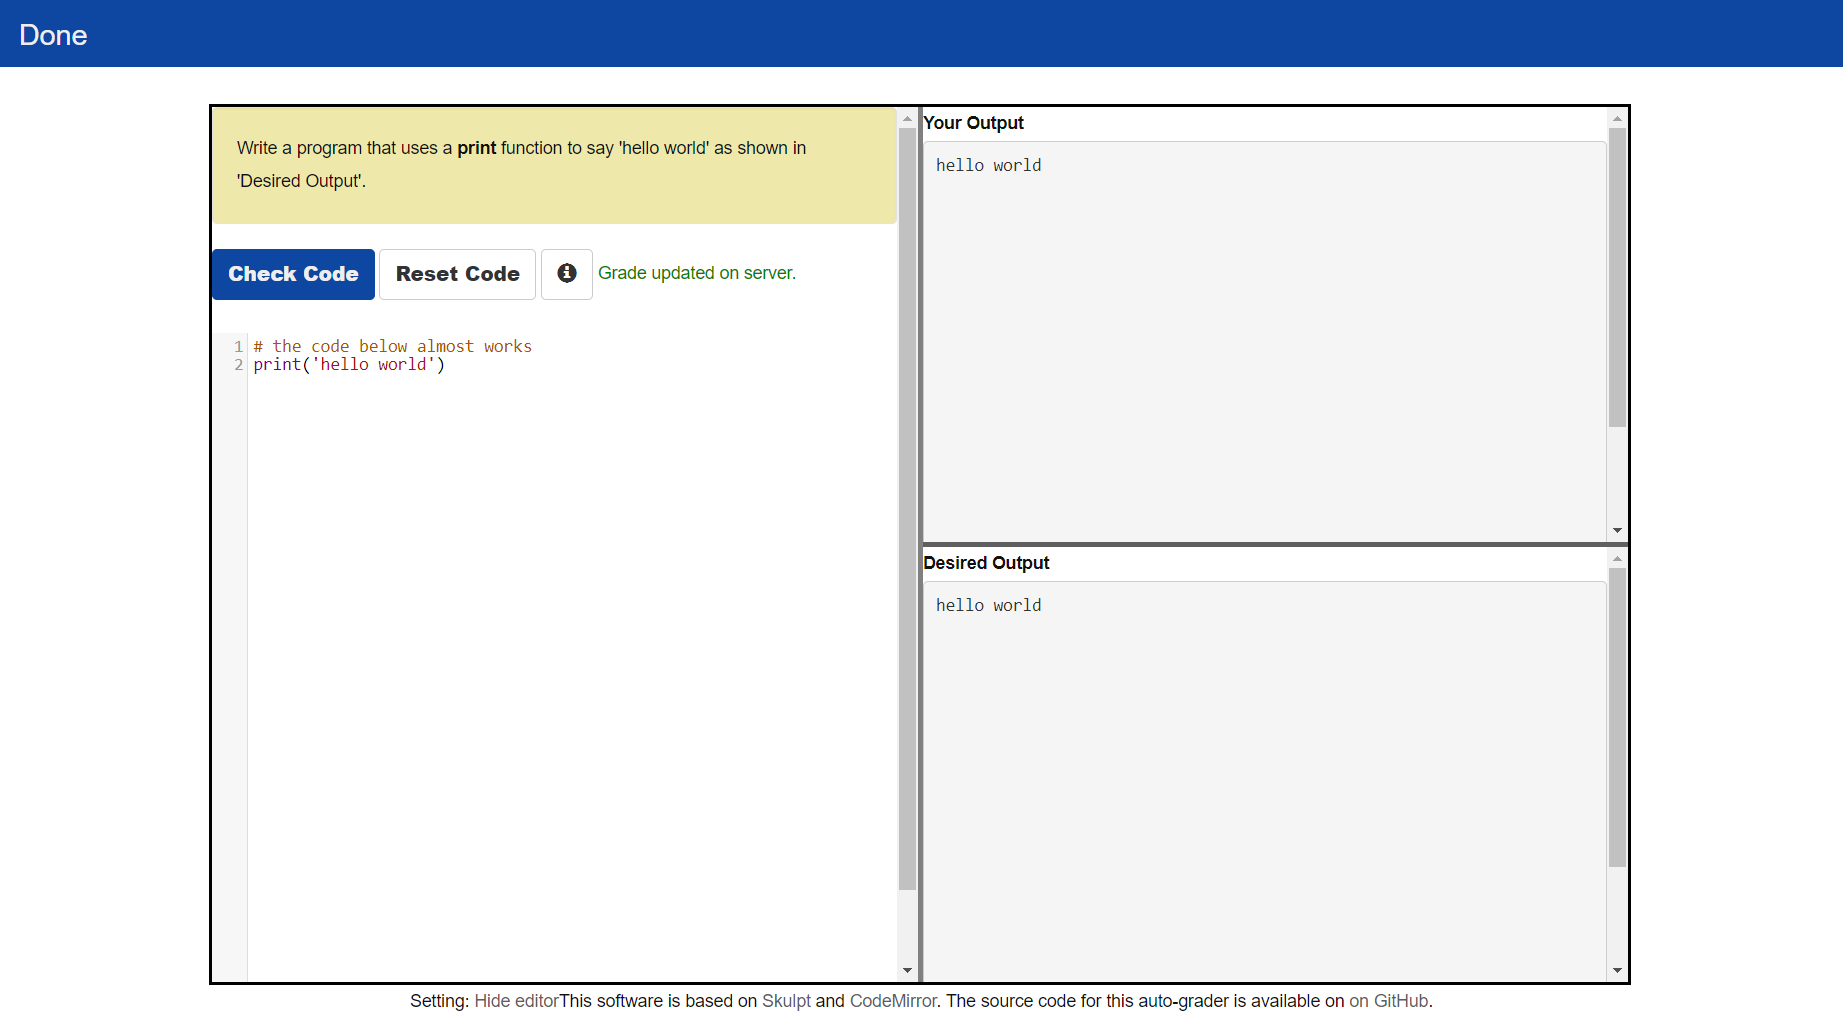 Done
Write a program that uses a print function to say 'hello world' as shown in
'Desired Output'.
Check Code Reset Code Grade updated on server.
1 # the code below almost works
2 print('hello world')
Your Output
hello world
Desired Output
hello world
Setting: Hide editorThis software is based on Skulpt and CodeMirror. The source code for this auto-grader is available on on GitHub.